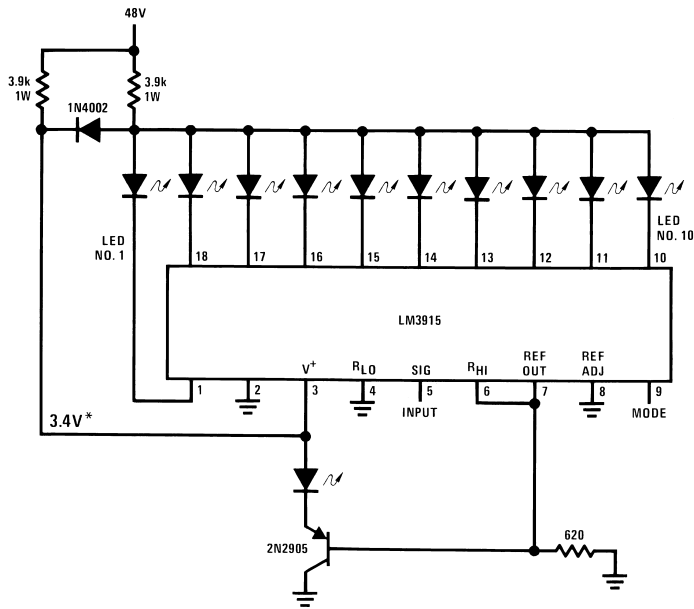 48V
3.9k
1W
3.9k
1W
1N4002
LED
NO. 1
LED
NO. 10
18
17
16
15
14
13
12
11
10
LM3915
V+
RLO
SIG
RHI
REF
OUT
REF
ADJ
1
2
3
4
5
6
7
8
9
INPUT
MODE
3.4V*
2N2905
620